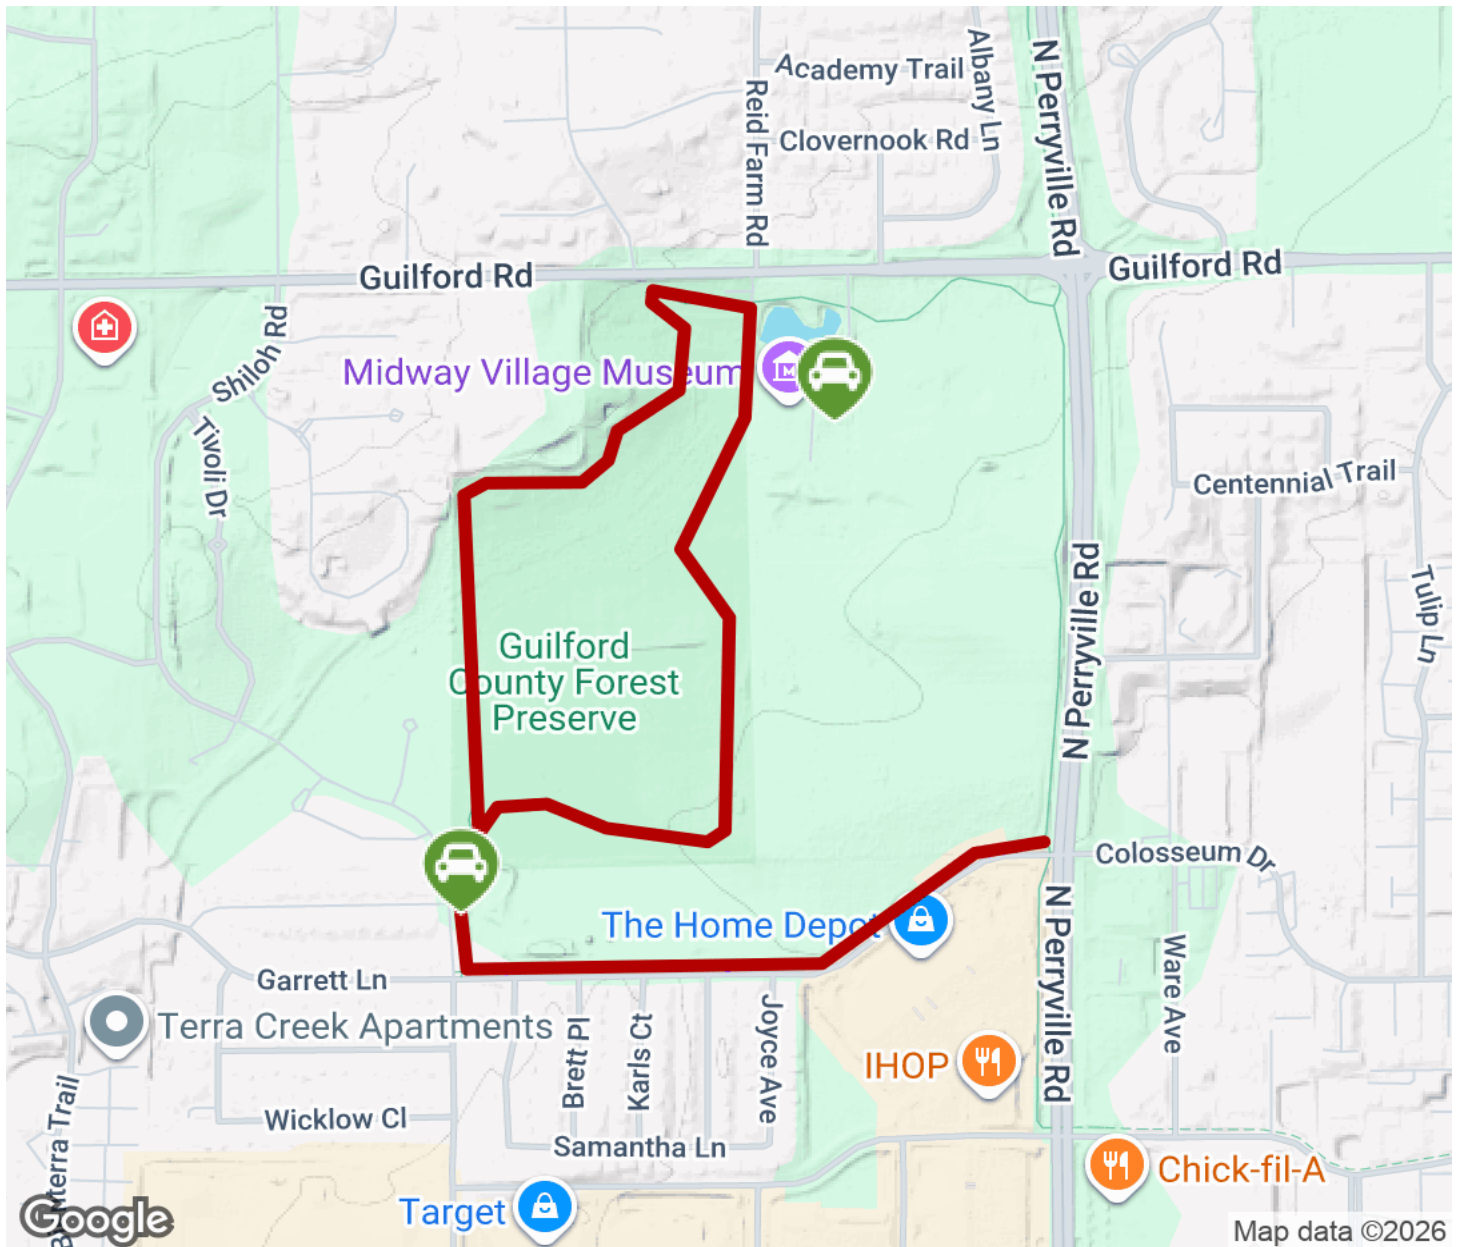 Academy Trail
Albany Ln
N Perryville Rd
Reid Farm Rd
Clovernook Rd
Guilford Rd
Guilford Rd
Shiloh Rd
Midway Village Museum
Tivoli Dr
Centennial Trail
N Perryville Rd
Tulip Ln
Guilford
County Forest
Preserve
Colosseum Dr
The Home Depot
N Perryville Rd
Ware Ave
Garrett Ln
Terra Creek Apartments
Brett Pl
Karls Ct
Joyce Ave
IHOP
Wicklow Cl
Samantha Ln
Chick-fil-A
Target
Google
Map data ©2026